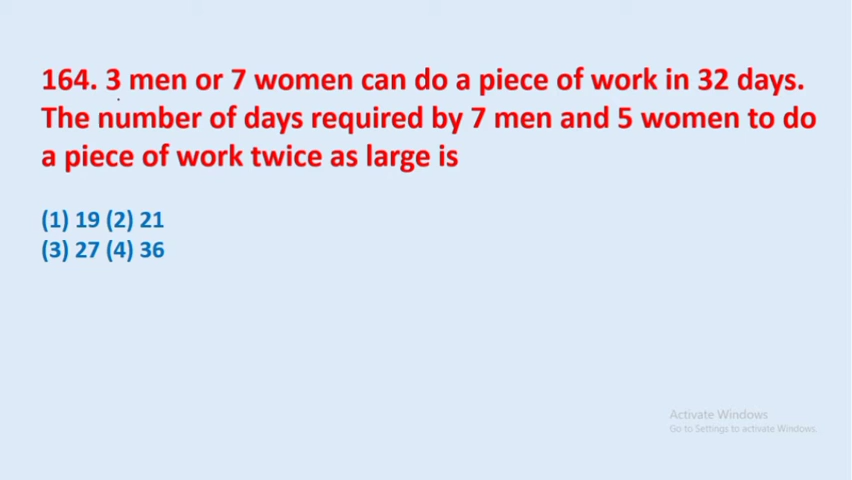 164. 3 men or 7 women can do a piece of work in 32 days.
The number of days required by 7 men and 5 women to do
a piece of work twice as large is
(1) 19 (2) 21
(3) 27 (4) 36
Activate Windows
Go to Settings to activate Windows.